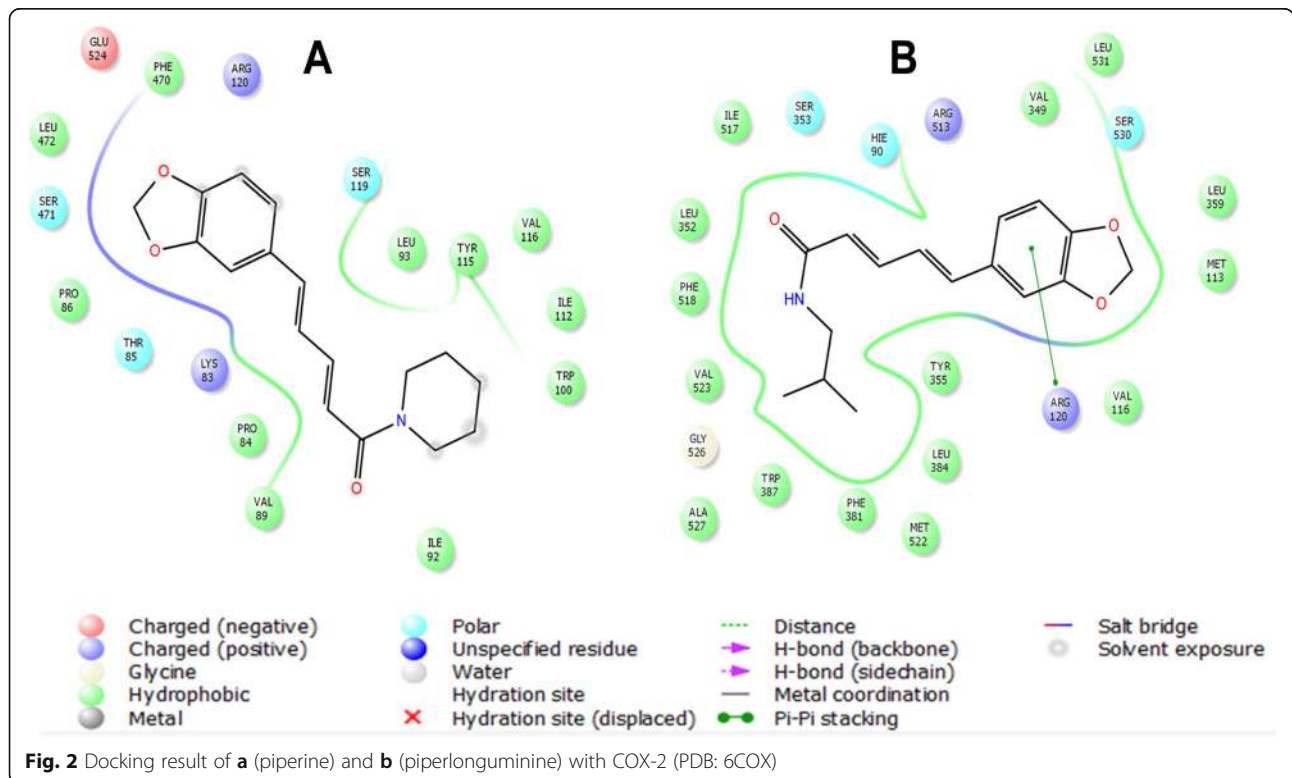 A
B
GLU
524
PHE
470
ARG
120
LEU
472
SER
471
SER
119
LEU
93
TYR
115
VAL
116
PRO
86
ILE
112
THR
85
LYS
83
TRP
100
PRO
84
VAL
89
ILE
92
O
O
N
O
LEU
531
VAL
349
SER
353
ARG
513
ILE
517
HIE
90
SER
530
LEU
352
LEU
359
PHE
518
MET
113
VAL
523
TYR
355
ARG
120
VAL
116
GLY
526
LEU
384
TRP
387
PHE
381
ALA
527
MET
522
O
HN
O
O
Charged (negative)
Charged (positive)
Glycine
Hydrophobic
Metal
Polar
Unspecified residue
Water
Hydration site
Hydration site (displaced)
Distance
H-bond (backbone)
H-bond (sidechain)
Metal coordination
Pi-Pi stacking
Salt bridge
Solvent exposure
Fig. 2 Docking result of a (piperine) and b (piperlonguminine) with COX-2 (PDB: 6COX)